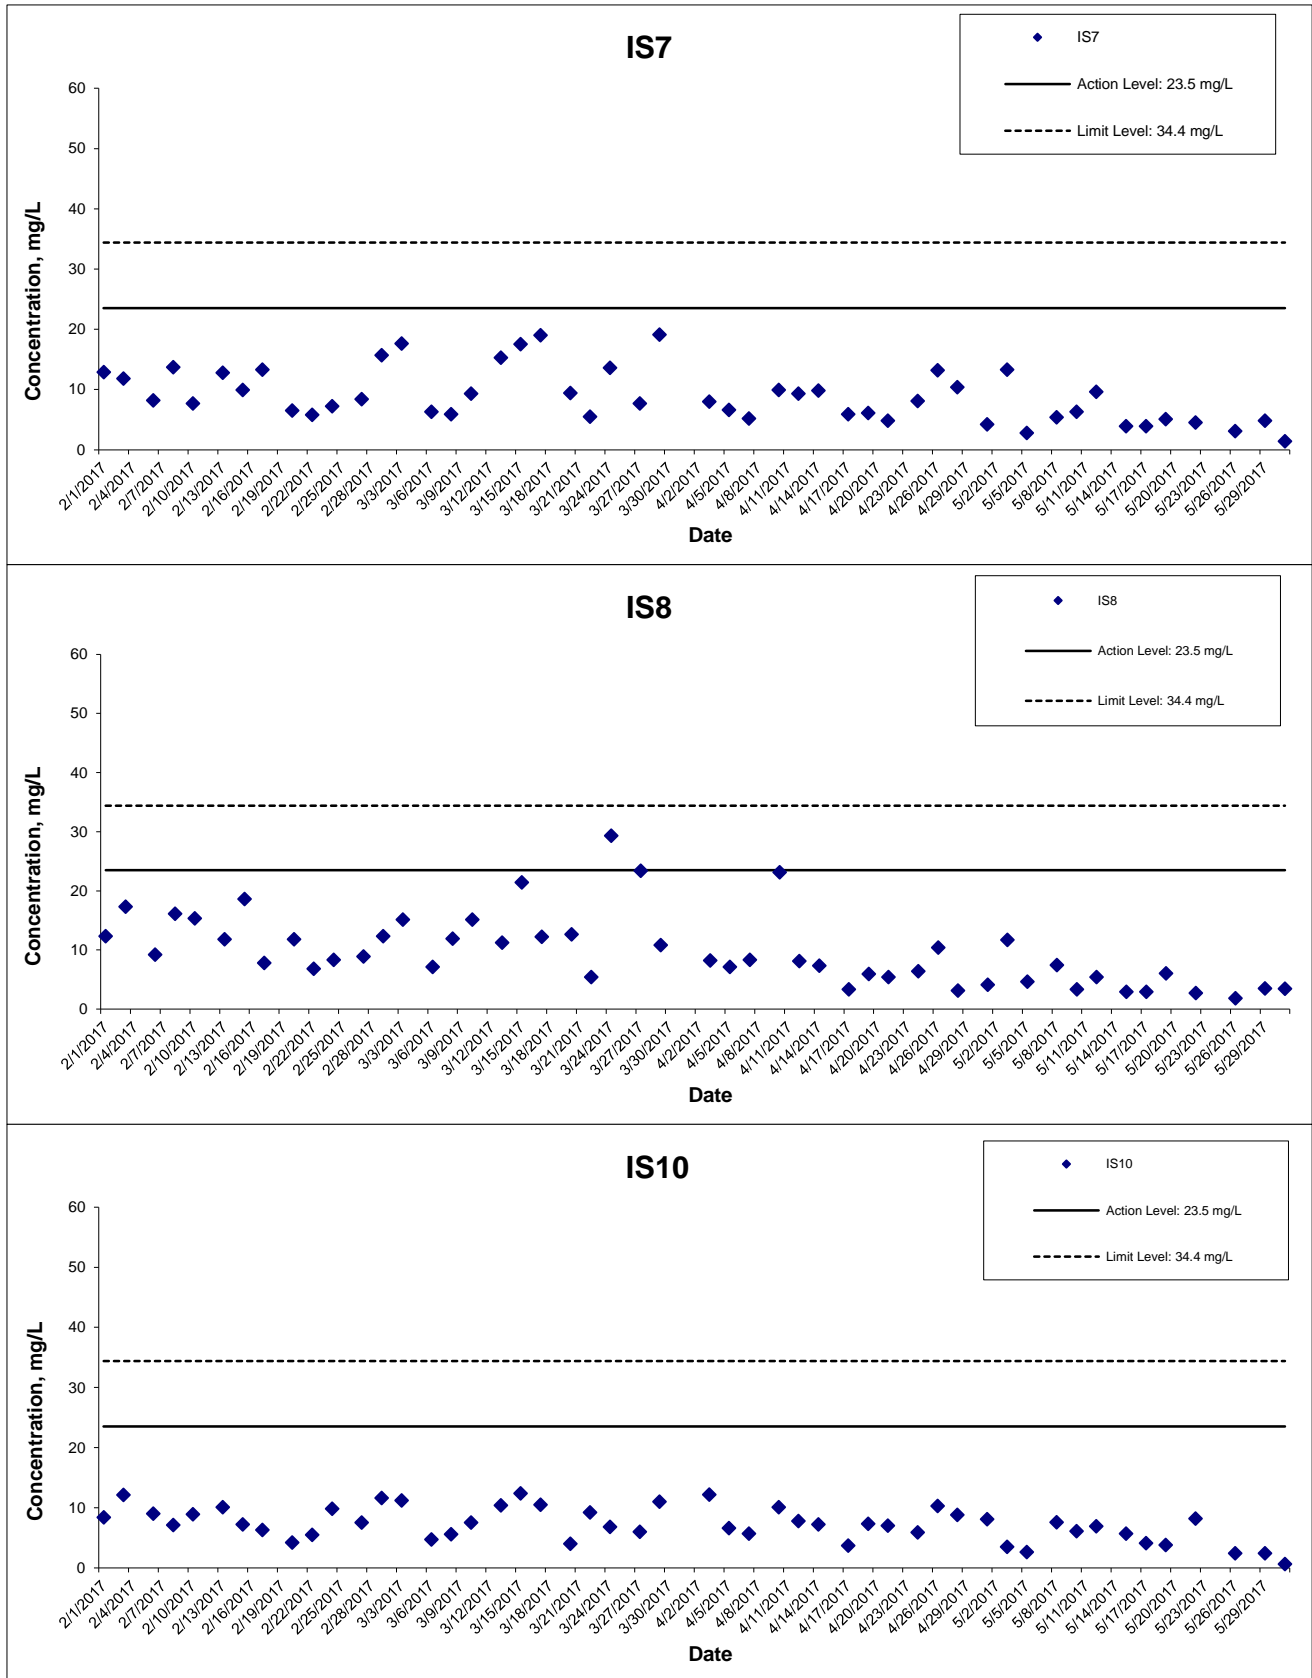 IS7
IS7
Action Level: 23.5 mg/L
Limit Level: 34.4 mg/L
Concentration, mg/L
60
50
40
30
20
10
0
2/1/2017 2/4/2017 2/7/2017 2/10/2017 2/13/2017 2/16/2017 2/19/2017 2/22/2017 2/25/2017 2/28/2017 3/3/2017 3/6/2017 3/9/2017 3/12/2017 3/15/2017 3/18/2017 3/21/2017 3/24/2017 3/27/2017 3/30/2017 4/2/2017 4/5/2017 4/8/2017 4/11/2017 4/14/2017 4/17/2017 4/20/2017 4/23/2017 4/26/2017 4/29/2017 5/2/2017 5/5/2017 5/8/2017 5/11/2017 5/14/2017 5/17/2017 5/20/2017 5/23/2017 5/26/2017 5/29/2017
Date
IS8
IS8
Action Level: 23.5 mg/L
Limit Level: 34.4 mg/L
Concentration, mg/L
60
50
40
30
20
10
0
2/1/2017 2/4/2017 2/7/2017 2/10/2017 2/13/2017 2/16/2017 2/19/2017 2/22/2017 2/25/2017 2/28/2017 3/3/2017 3/6/2017 3/9/2017 3/12/2017 3/15/2017 3/18/2017 3/21/2017 3/24/2017 3/27/2017 3/30/2017 4/2/2017 4/5/2017 4/8/2017 4/11/2017 4/14/2017 4/17/2017 4/20/2017 4/23/2017 4/26/2017 4/29/2017 5/2/2017 5/5/2017 5/8/2017 5/11/2017 5/14/2017 5/17/2017 5/20/2017 5/23/2017 5/26/2017 5/29/2017
Date
IS10
IS10
Action Level: 23.5 mg/L
Limit Level: 34.4 mg/L
Concentration, mg/L
60
50
40
30
20
10
0
2/1/2017 2/4/2017 2/7/2017 2/10/2017 2/13/2017 2/16/2017 2/19/2017 2/22/2017 2/25/2017 2/28/2017 3/3/2017 3/6/2017 3/9/2017 3/12/2017 3/15/2017 3/18/2017 3/21/2017 3/24/2017 3/27/2017 3/30/2017 4/2/2017 4/5/2017 4/8/2017 4/11/2017 4/14/2017 4/17/2017 4/20/2017 4/23/2017 4/26/2017 4/29/2017 5/2/2017 5/5/2017 5/8/2017 5/11/2017 5/14/2017 5/17/2017 5/20/2017 5/23/2017 5/26/2017 5/29/2017
Date